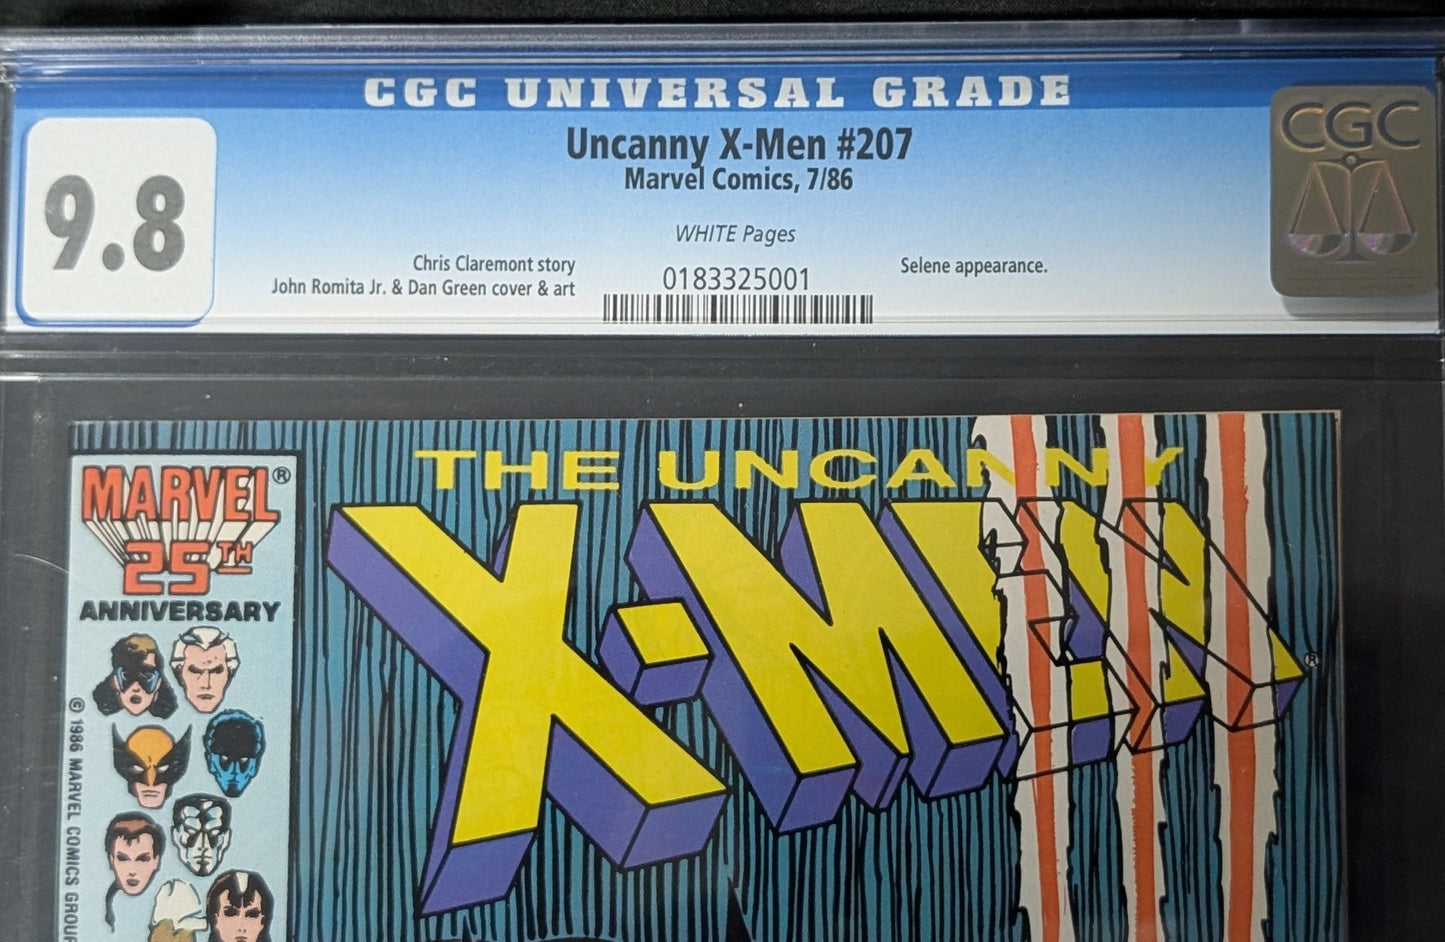 CGC UNIVERSAL GRADE
9.8
Uncanny X-Men #207
Marvel Comics, 7/86
WHITE Pages
Chris Claremont story
John Romita Jr. & Dan Green cover & art
0183325001
Selene appearance.
CGC
THE UNCANNY
X-MEN ®
MARVEL®
25TH
ANNIVERSARY
© 1986 MARVEL COMICS GROUP